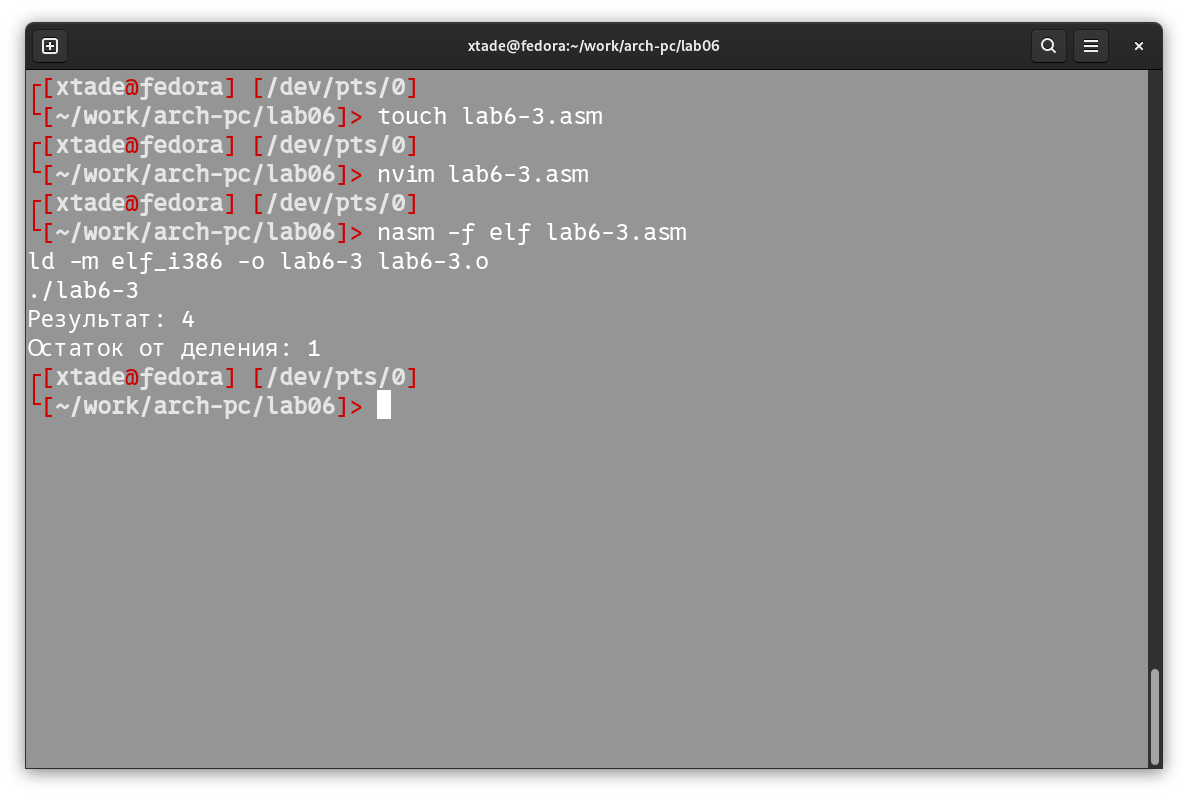 xtade@fedora:~/work/arch-pc/lab06
┌[xtade@fedora] [/dev/pts/0]
└[~/work/arch-pc/lab06]> touch lab6-3.asm
┌[xtade@fedora] [/dev/pts/0]
└[~/work/arch-pc/lab06]> nvim lab6-3.asm
┌[xtade@fedora] [/dev/pts/0]
└[~/work/arch-pc/lab06]> nasm -f elf lab6-3.asm
ld -m elf_i386 -o lab6-3 lab6-3.o
./lab6-3
Результат: 4
Остаток от деления: 1
┌[xtade@fedora] [/dev/pts/0]
└[~/work/arch-pc/lab06]>